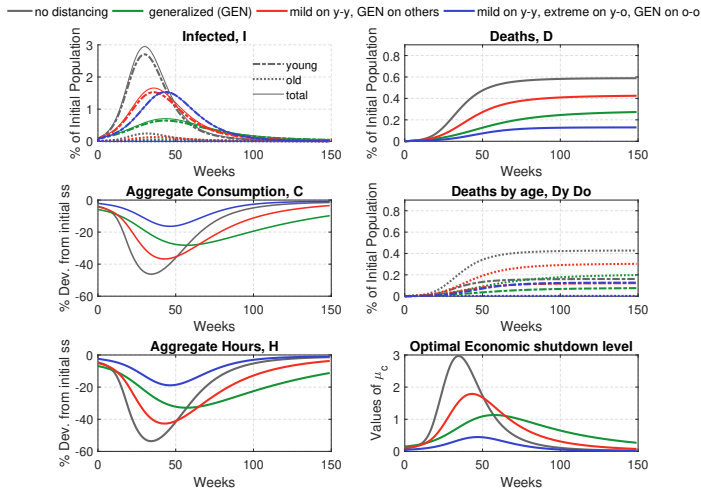 no distancing generalized (GEN) mild on y-y, GEN on others mild on y-y, extreme on y-o, GEN on o-o
Infected, I
% of Initial Population
3
2
1
0
young
old
total
0 50 100 150
Weeks
Deaths, D
% of Initial Population
0.8
0.6
0.4
0.2
0
0 50 100 150
Weeks
Aggregate Consumption, C
% Dev. from initial ss
0
-20
-40
-60
0 50 100 150
Weeks
Deaths by age, Dy Do
% of Initial Population
0.8
0.6
0.4
0.2
0
0 50 100 150
Weeks
Aggregate Hours, H
% Dev. from initial ss
0
-20
-40
-60
0 50 100 150
Weeks
Optimal Economic shutdown level
Values of μc
3
2
1
0
0 50 100 150
Weeks